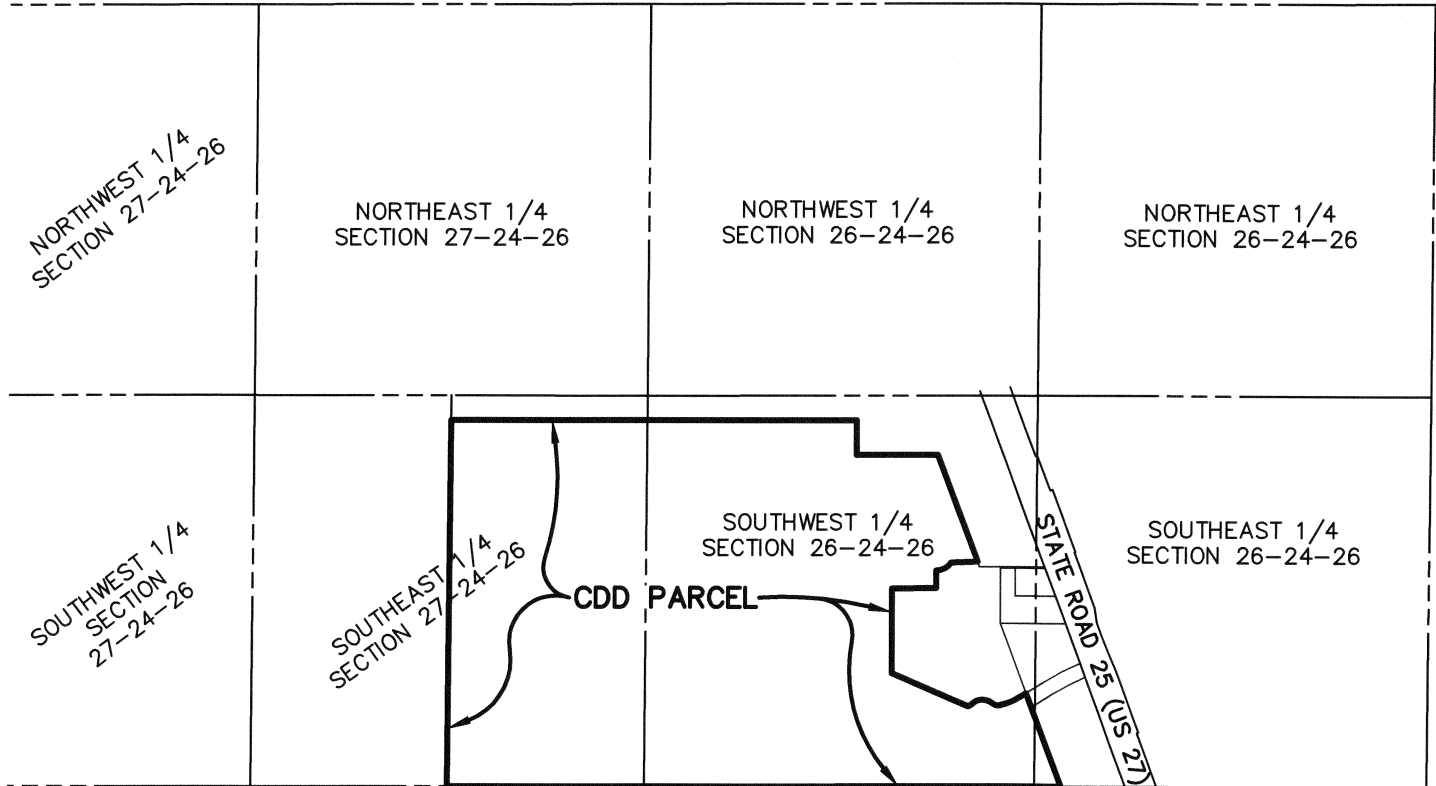 NORTHWEST 1/4
SECTION 27-24-26
NORTHEAST 1/4
SECTION 27-24-26
NORTHWEST 1/4
SECTION 26-24-26
NORTHEAST 1/4
SECTION 26-24-26
SOUTHWEST 1/4
SECTION
27-24-26
SOUTHEAST 1/4
SECTION 27-24-26
SOUTHWEST 1/4
SECTION 26-24-26
SOUTHEAST 1/4
SECTION 26-24-26
CDD PARCEL
STATE ROAD 25 (US 27)